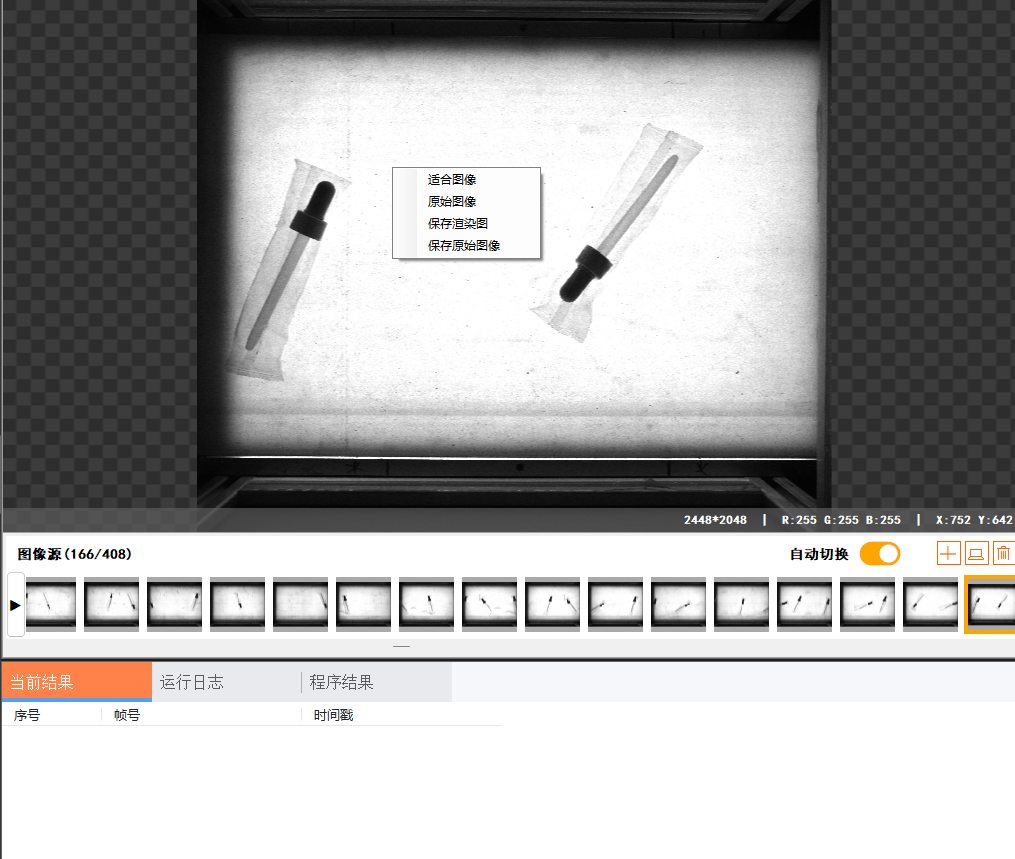 适合图像
原始图像
保存渲染图
保存原始图像
2448*2048 | R:255 G:255 B:255 | X:752 Y:642
图像源(166/408)
自动切换
当前结果 运行日志 程序结果
序号 帧号 时间戳